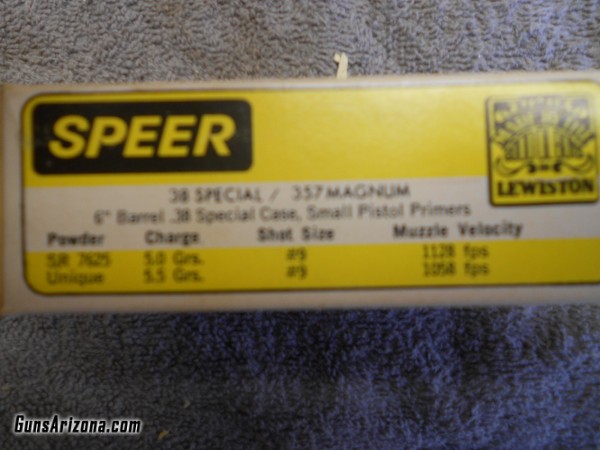 SPEER
LEWISTON
38 SPECIAL / 357 MAGNUM
6" Barrel .38 Special Case, Small Pistol Primers
Powder Charge Shot Size Muzzle Velocity
SR 7625 5.0 Grs. #9 1128 fps
Unique 5.5 Grs. #9 1058 fps
GunsArizona.com